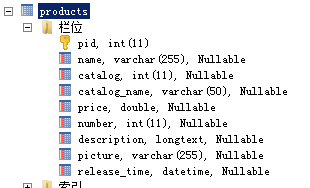 products
栏位
pid, int(11)
name, varchar(255), Nullable
catalog, int(11), Nullable
catalog_name, varchar(50), Nullable
price, double, Nullable
number, int(11), Nullable
description, longtext, Nullable
picture, varchar(255), Nullable
release_time, datetime, Nullable
索引